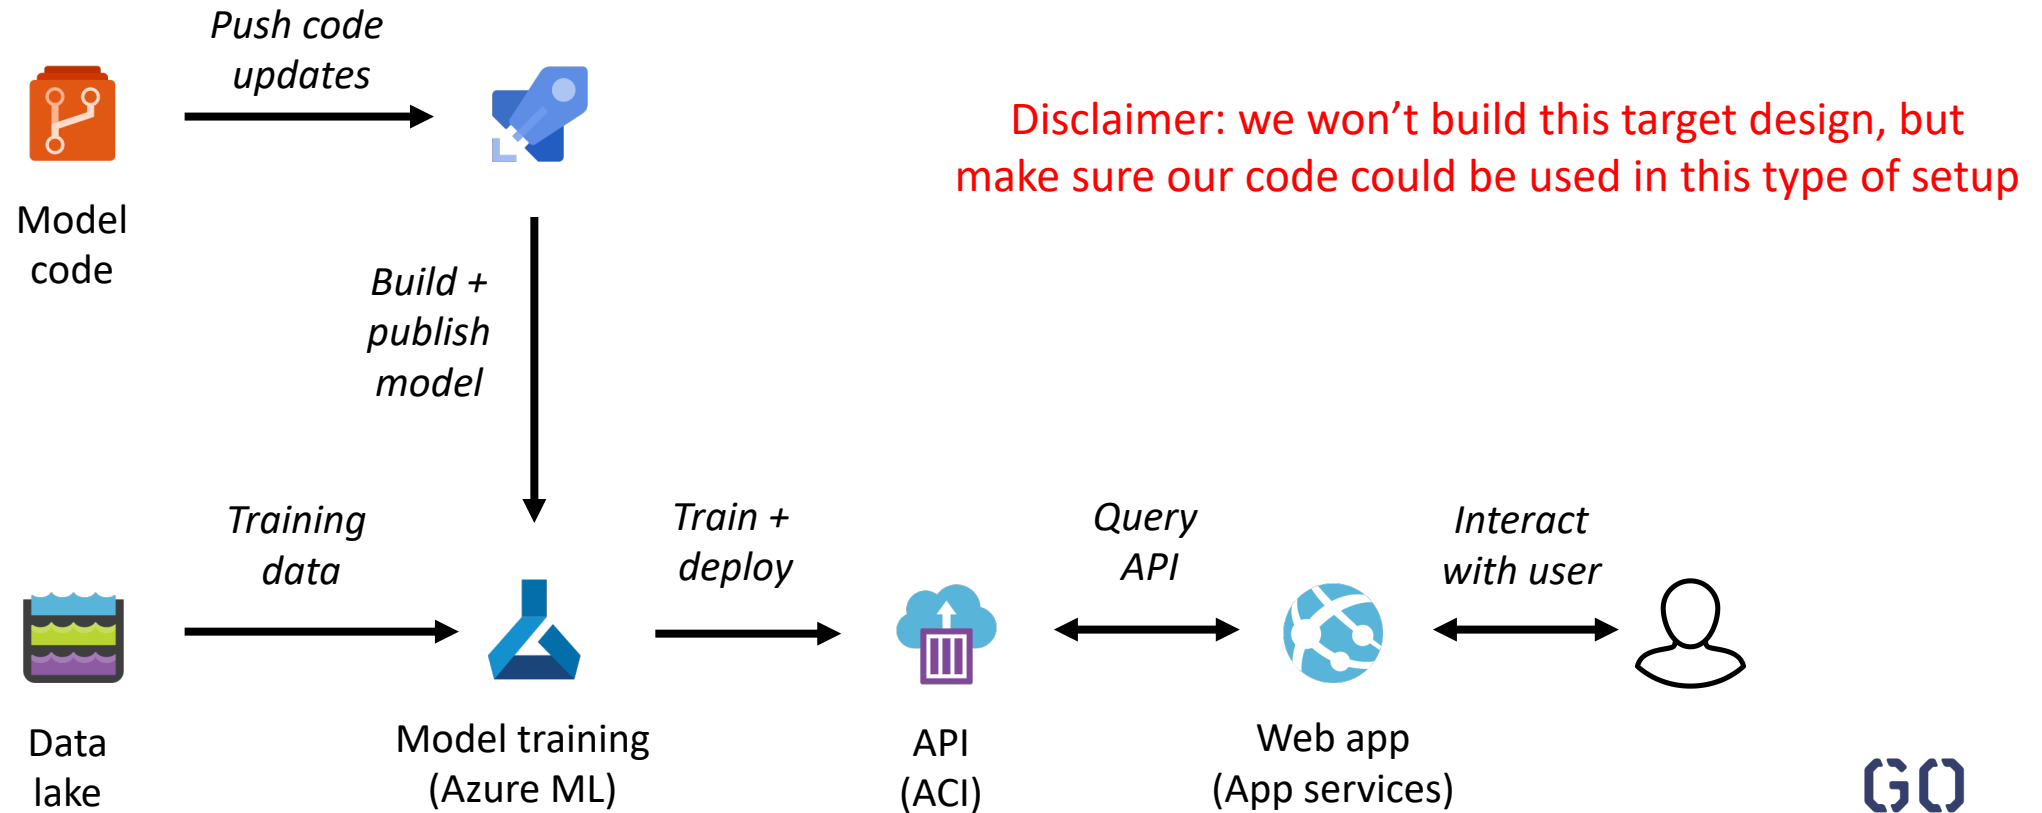 Push code
updates
Disclaimer: we won’t build this target design, but
make sure our code could be used in this type of setup
Model
code
Build +
publish
model
Training
data
Train +
deploy
Query
API
Interact
with user
Data
lake
Model training
(Azure ML)
API
(ACI)
Web app
(App services)
GO